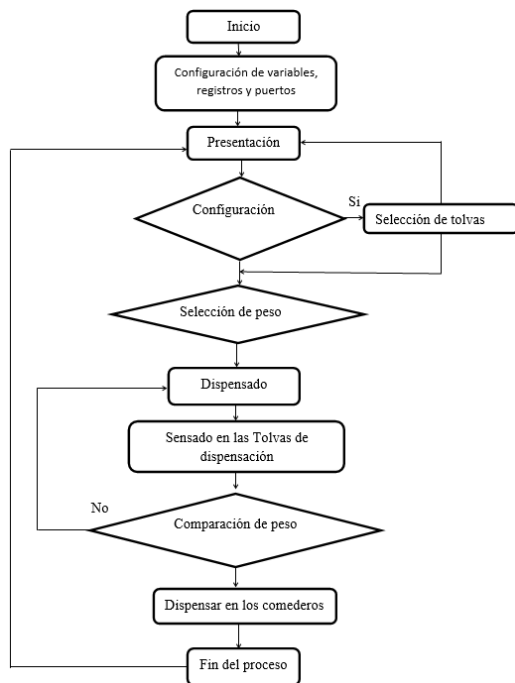 Inicio
Configuración de variables,
registros y puertos
Presentación
Configuración
Si
Selección de tolvas
Selección de peso
Dispensado
Sensado en las Tolvas de
dispensación
No
Comparación de peso
Dispensar en los comederos
Fin del proceso